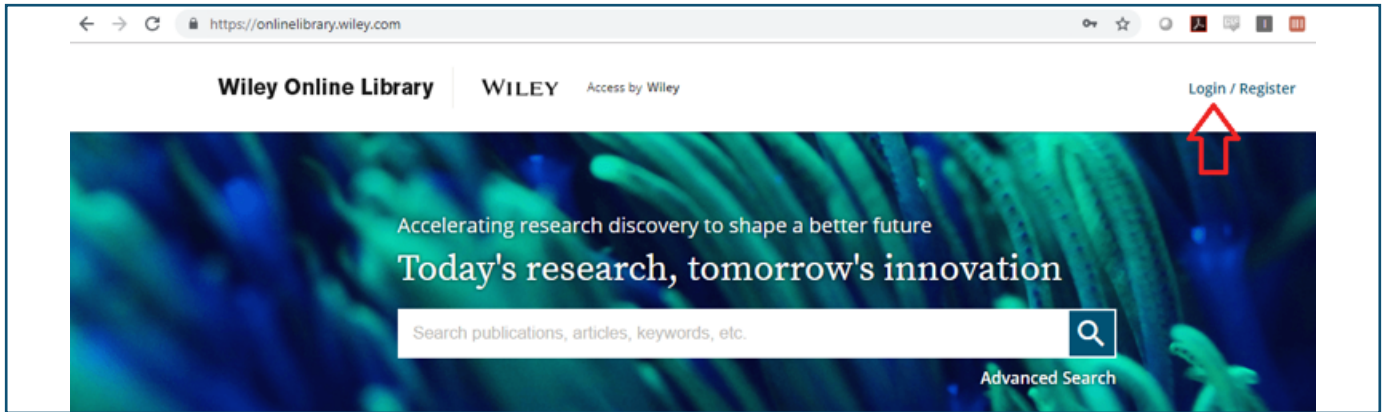 https://onlinelibrary.wiley.com
Wiley Online Library WILEY Access by Wiley Login / Register
Accelerating research discovery to shape a better future
Today's research, tomorrow's innovation
Search publications, articles, keywords, etc.
Advanced Search